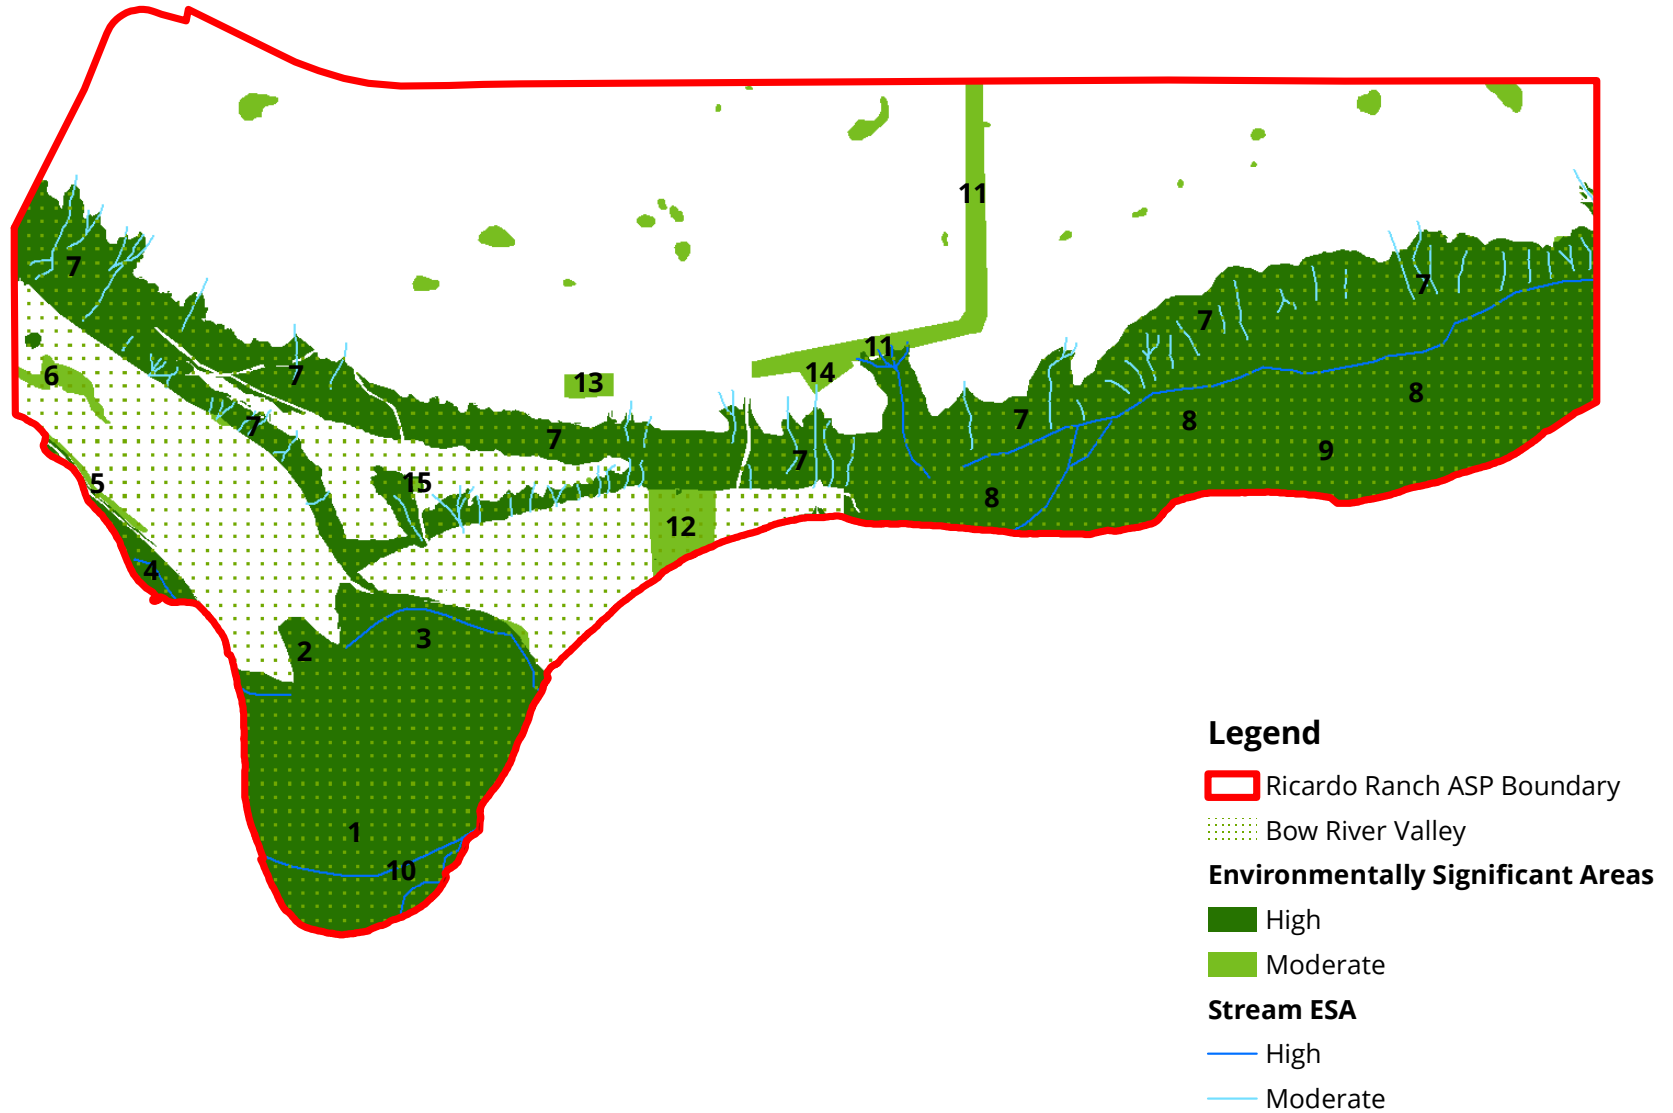 11
7
7
11
7
8
9
8
7
8
7
14
13
7
7
7
6
5
15
12
4
2
3
1
10
Legend
Ricardo Ranch ASP Boundary
Bow River Valley
Environmentally Significant Areas
High
Moderate
Stream ESA
High
Moderate